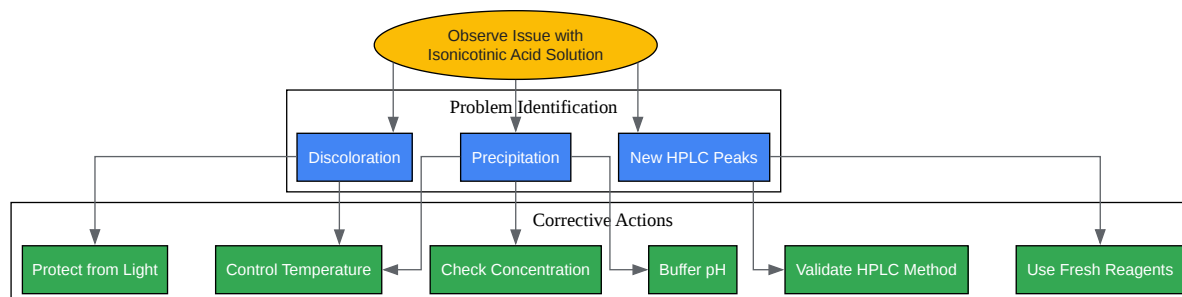 Observe Issue with
Isonicotinic Acid Solution
Problem Identification
Discoloration
Precipitation
New HPLC Peaks
Corrective Actions
Protect from Light
Control Temperature
Check Concentration
Buffer pH
Validate HPLC Method
Use Fresh Reagents